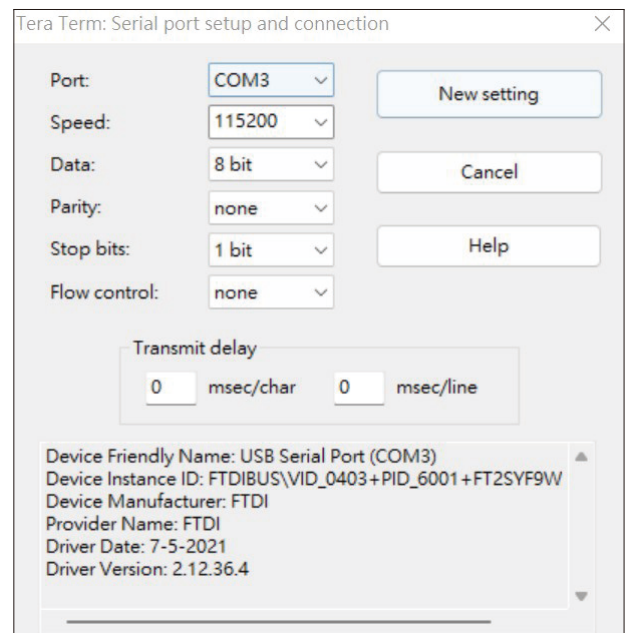 Tera Term: Serial port setup and connection
Port: COM3
New setting
Speed: 115200
Data: 8 bit
Cancel
Parity: none
Stop bits: 1 bit
Help
Flow control: none
Transmit delay
0 msec/char 0 msec/line
Device Friendly Name: USB Serial Port (COM3)
Device Instance ID: FTDIBUS\VID_0403+PID_6001+FT2SYF9W
Device Manufacturer: FTDI
Provider Name: FTDI
Driver Date: 7-5-2021
Driver Version: 2.12.36.4